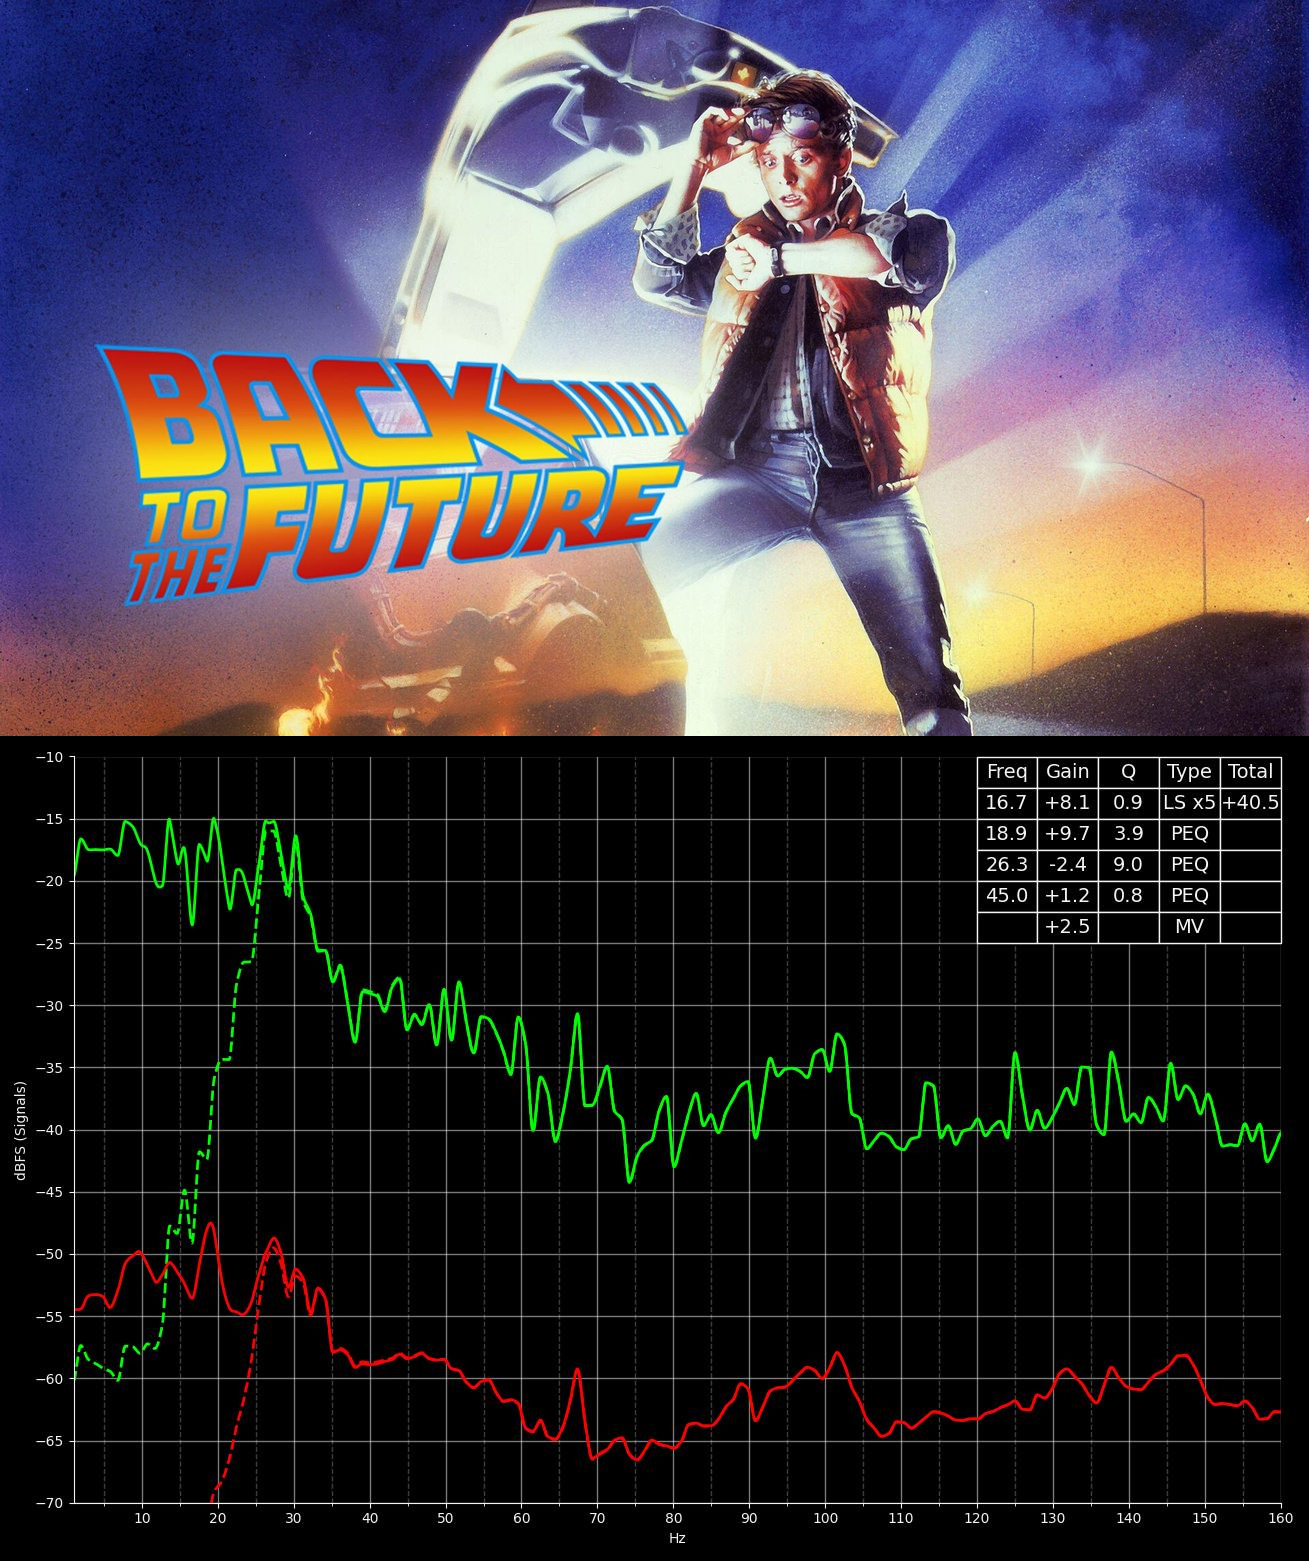 BACK
TO FUTURE
THE
Freq Gain Q Type Total
16.7 +8.1 0.9 LS x5 +40.5
18.9 +9.7 3.9 PEQ
26.3 -2.4 9.0 PEQ
45.0 +1.2 0.8 PEQ
+2.5 MV
−10
−15
−20
−25
−30
−35
−40
−45
−50
−55
−60
−65
−70
dBFS (Signals)
10 20 30 40 50 60 70 80 90 100 110 120 130 140 150 160
Hz